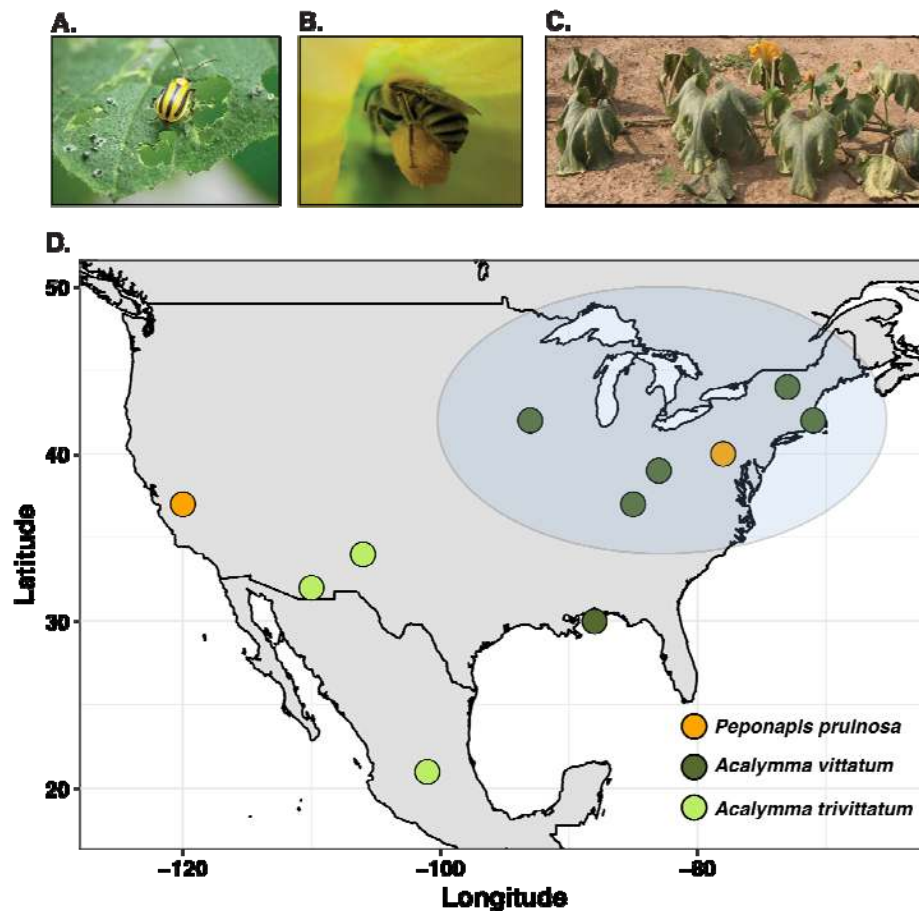 A.
B.
C.
D.
50
40
30
20
Latitude
-120
-100
-80
Longitude
Peponapis pruinosa
Acalymma vittatum
Acalymma trivittatum